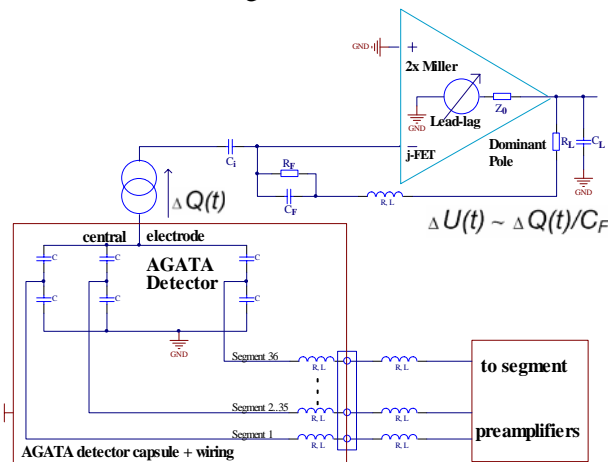 GND
+
2x Miller
GND
Lead-lag
Z0
j-FET
Dominant
Pole
RL
CL
GND
Ci
RF
CF
R, L
ΔQ(t)
ΔU(t) ~ ΔQ(t)/CF
central electrode
AGATA
Detector
C
C
C
C
C
C
GND
Segment 36
R, L
R, L
to segment
Segment 2..35
R, L
R, L
preamplifiers
Segment 1
R, L
R, L
AGATA detector capsule + wiring